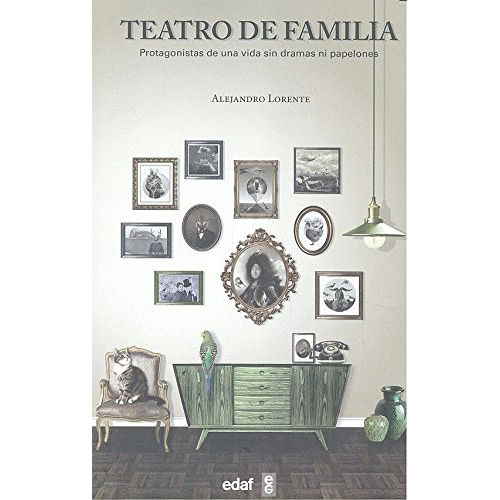 TEATRO DE FAMILIA
Protagonistas de una vida sin dramas ni papelones
ALEJANDRO LORENTE
edaf